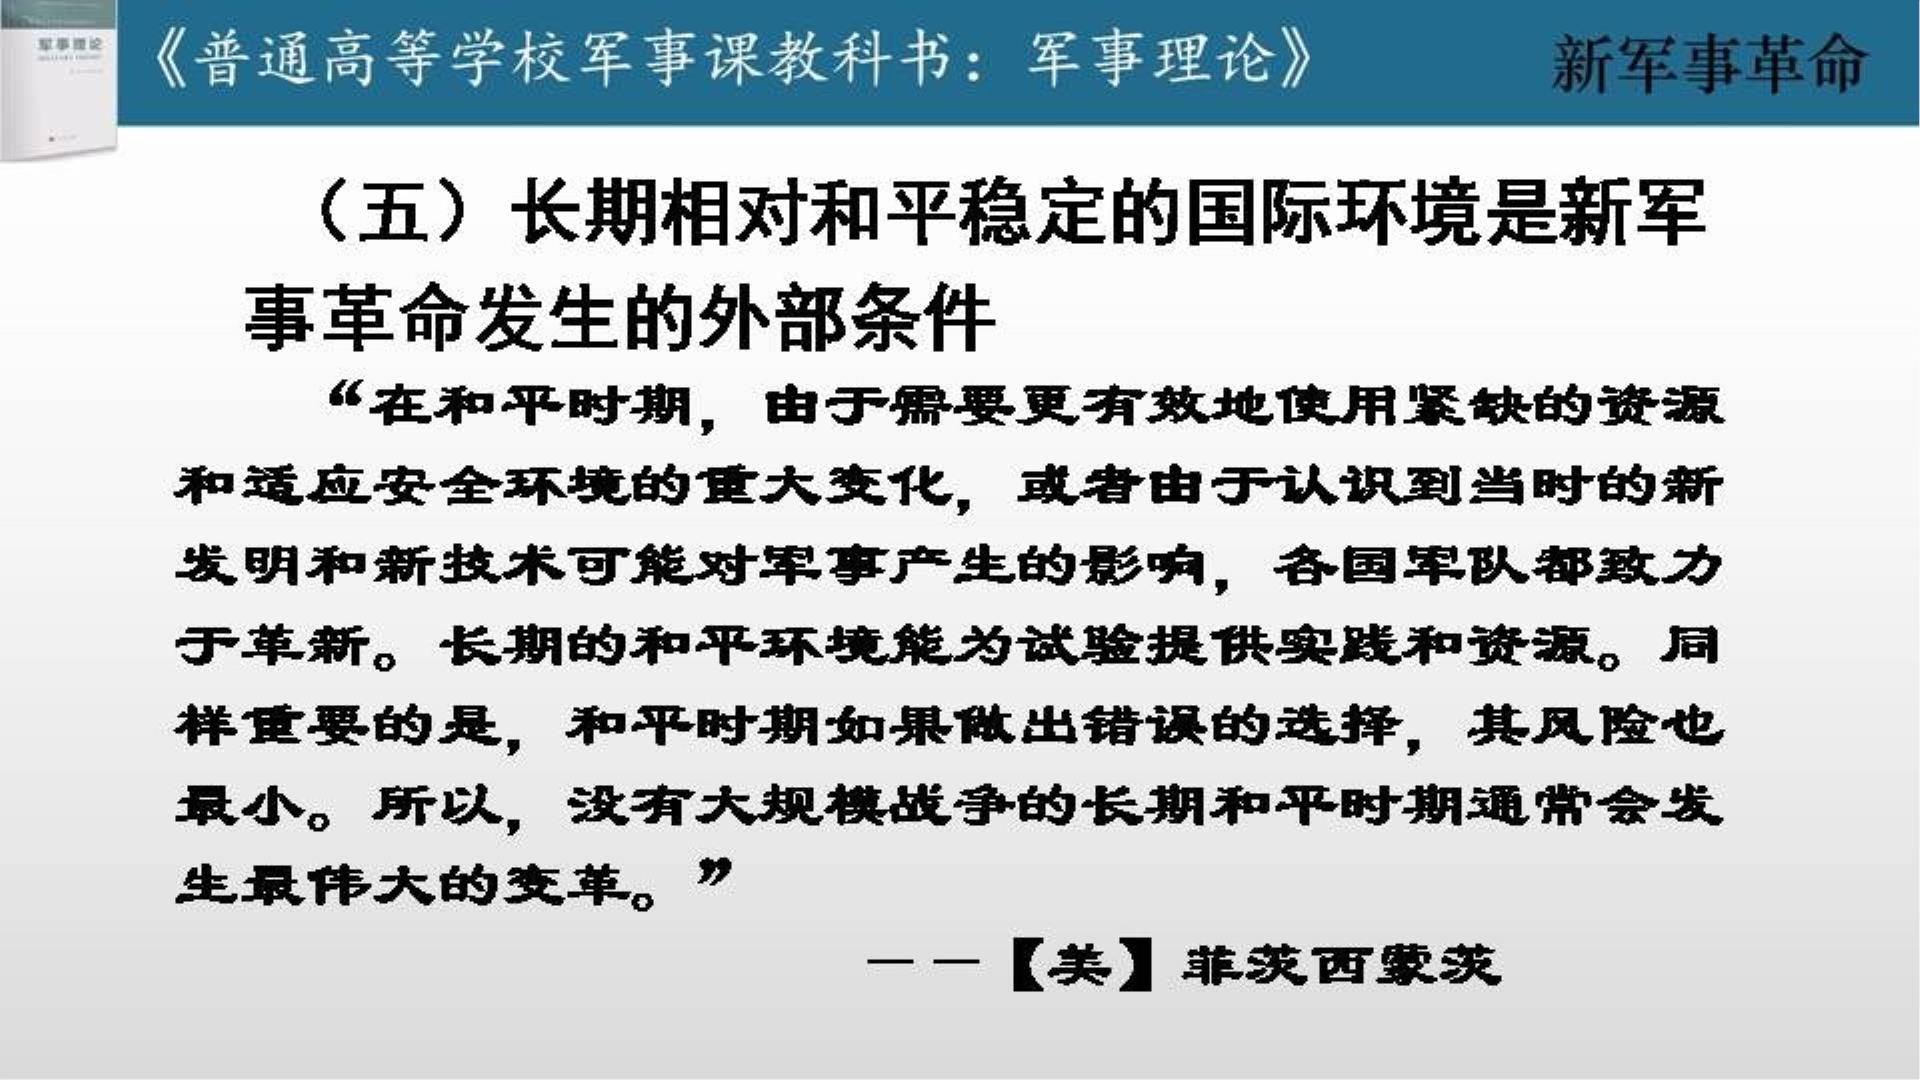 军事理论
《普通高等学校军事课教科书：军事理论》
新军事革命
（五）长期相对和平稳定的国际环境是新军
事革命发生的外部条件
“在和平时期，由于需要更有效地使用紧缺的资源
和适应安全环境的重大变化，或者由于认识到当时的新
发明和新技术可能对军事产生的影响，各国军队都致力
于革新。长期的和平环境能为试验提供实践和资源。同
样重要的是，和平时期如果做出错误的选择，其风险也
最小。所以，没有大规模战争的长期和平时期通常会发
生最伟大的变革。”
——【美】菲茨西蒙茨